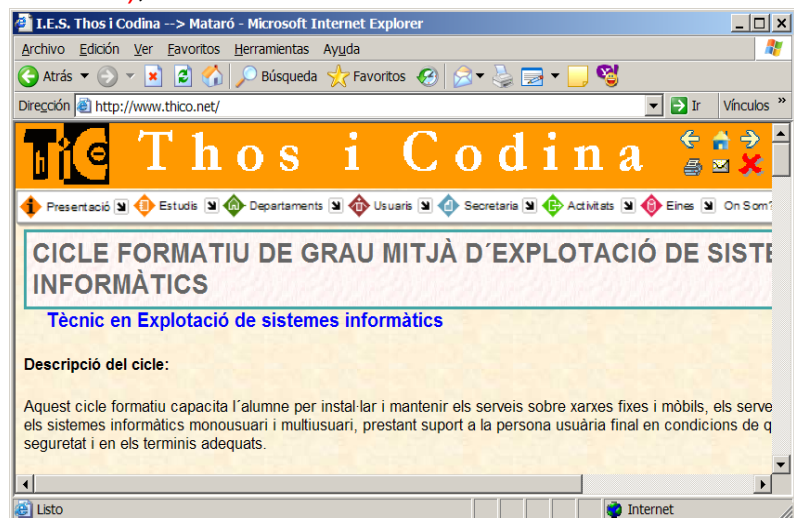 I.E.S. Thos i Codina --> Mataró - Microsoft Internet Explorer
Archivo Edición Ver Favoritos Herramientas Ayuda
Atrás Búsqueda Favoritos
Dirección http://www.thico.net/ Ir Vínculos »
ThiC Thos i Codina
Presentació Estudis Departaments Usuaris Secretaria Activitats Eines On Som?
CICLE FORMATIU DE GRAU MITJÀ D´EXPLOTACIÓ DE SISTE
INFORMÀTICS
Tècnic en Explotació de sistemes informàtics
Descripció del cicle:
Aquest cicle formatiu capacita l´alumne per instal·lar i mantenir els serveis sobre xarxes fixes i mòbils, els serve
els sistemes informàtics monousuari i multiusuari, prestant suport a la persona usuària final en condicions de q
seguretat i en els terminis adequats.
Listo Internet